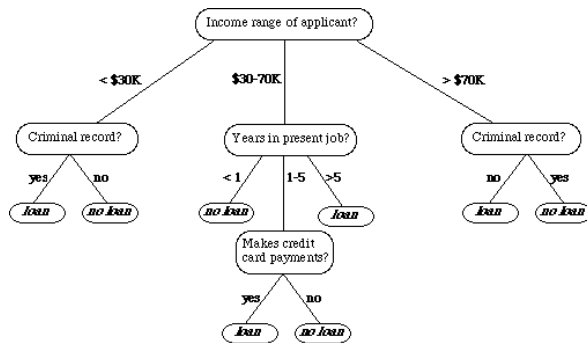 Income range of applicant?
< $30K
$30-70K
> $70K
Criminal record?
Years in present job?
Criminal record?
yes
no
< 1
1-5
>5
no
yes
loan
no loan
no loan
loan
loan
no loan
Makes credit
card payments?
yes
no
loan
no loan